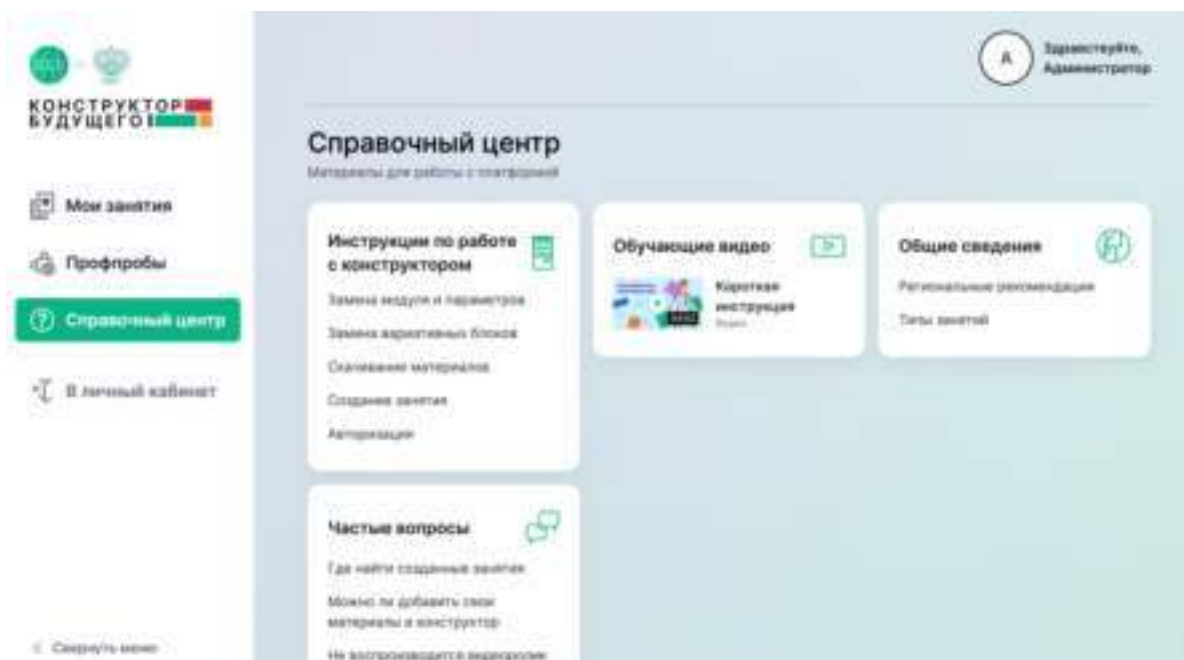 КОНСТРУКТОР
БУДУЩЕГО
Здравствуйте,
Администратор
Мои занятия
Профпробы
Справочный центр
В личный кабинет
Свернуть меню
Справочный центр
Материалы для работы с платформой
Инструкции по работе
с конструктором
Замена модуля и параметров
Замена вариативных блоков
Скачивание материалов
Создание занятия
Авторизация
Обучающие видео
Короткая
инструкция
Видео
Общие сведения
Региональные рекомендации
Типы занятий
Частые вопросы
Где найти созданные занятия
Можно ли добавить свои
материалы в конструктор
Не воспроизводится видеоролик